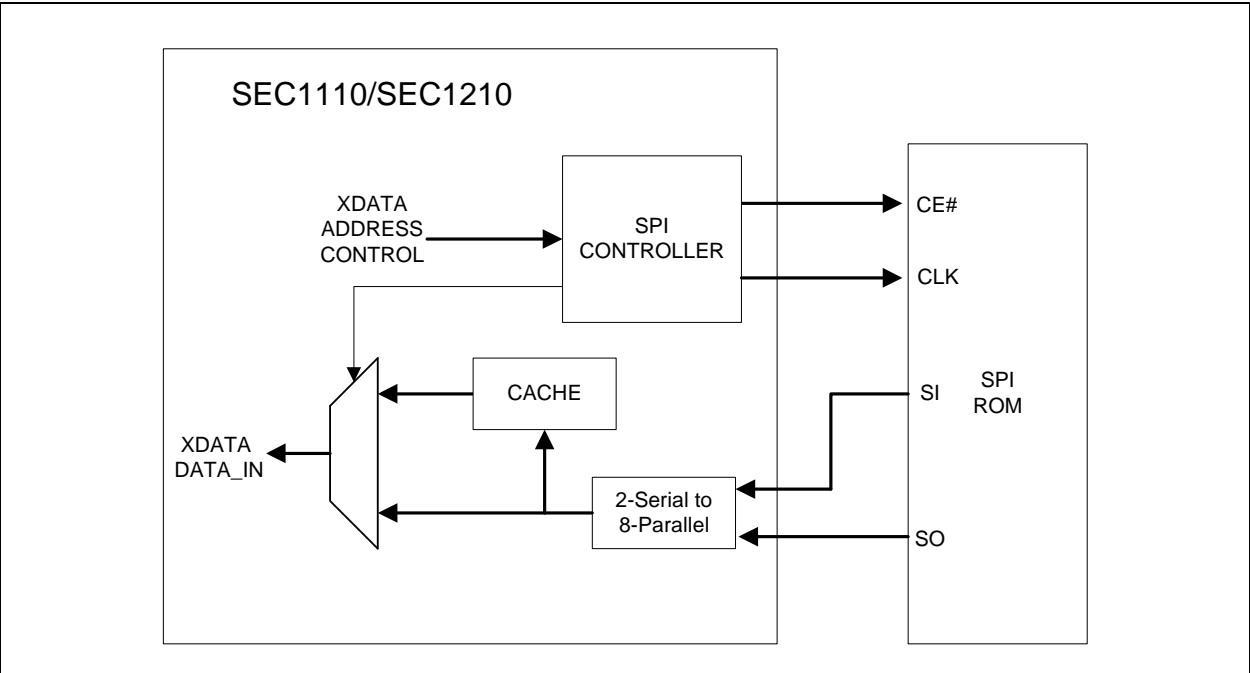 SEC1110/SEC1210
XDATA
ADDRESS
CONTROL
SPI
CONTROLLER
CE#
CLK
CACHE
SI
SPI
ROM
XDATA
DATA_IN
2-Serial to
8-Parallel
SO